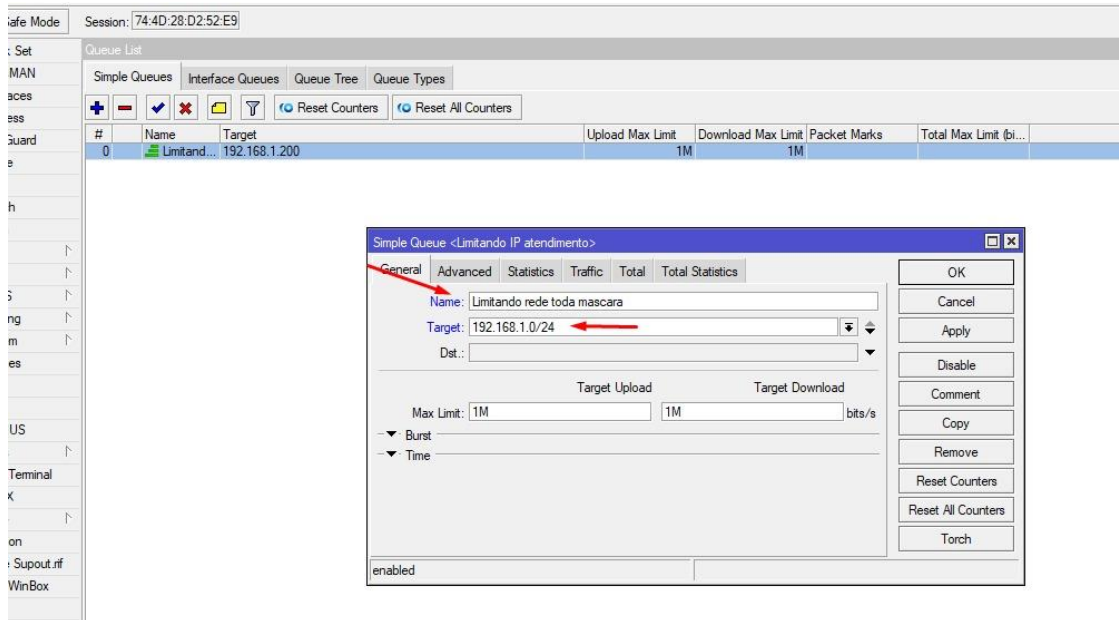 Safe Mode Session: 74:4D:28:D2:52:E9
Set
Queue List
MAN
Simple Queues Interface Queues Queue Tree Queue Types
aces
ess
Reset Counters Reset All Counters
Guard
# Name Target Upload Max Limit Download Max Limit Packet Marks Total Max Limit (bi...
0 Limitand... 192.168.1.200 1M 1M
e
h
S
ng
m
es
US
Terminal
X
on
e Supout.rif
WinBox
Simple Queue <Limitando IP atendimento>
General Advanced Statistics Traffic Total Total Statistics
Name: Limitando rede toda mascara
Target: 192.168.1.0/24
Dst.:
Target Upload Target Download
Max Limit: 1M 1M bits/s
Burst
Time
enabled
OK
Cancel
Apply
Disable
Comment
Copy
Remove
Reset Counters
Reset All Counters
Torch